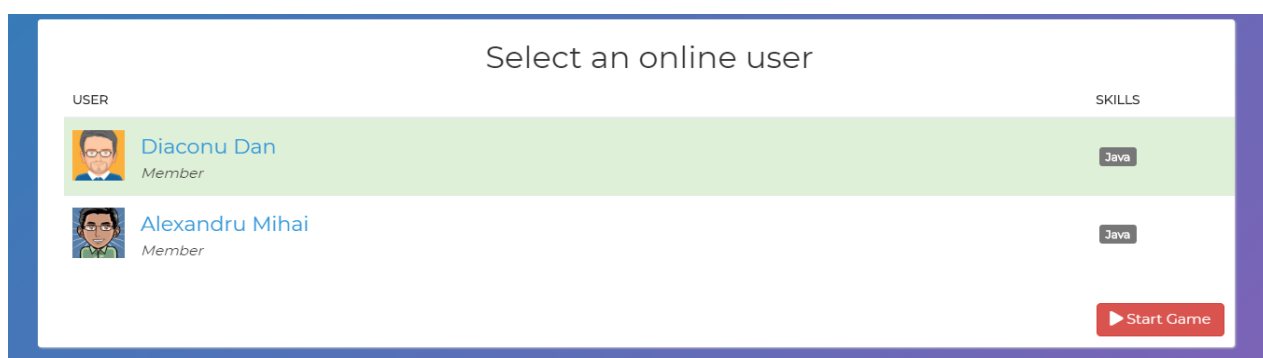 Select an online user
USER SKILLS
Diaconu Dan
Member
Java
Alexandru Mihai
Member
Java
Start Game